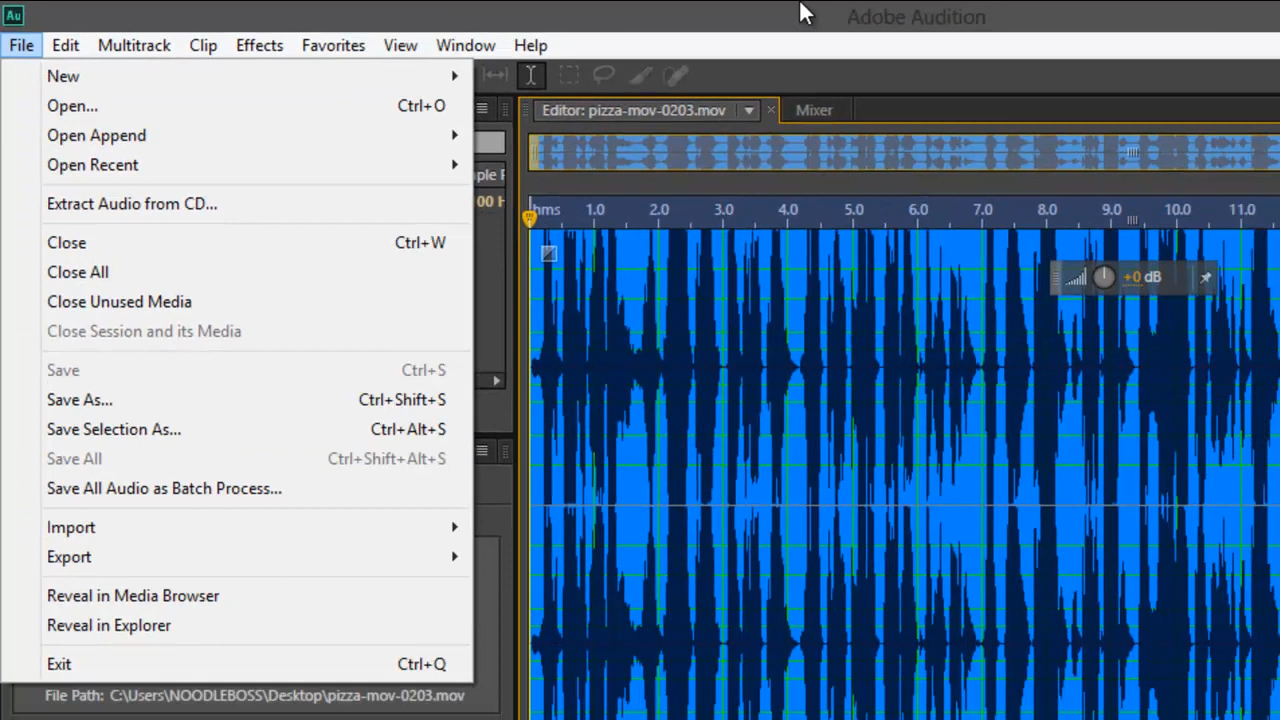 Au
Adobe Audition
File Edit Multitrack Clip Effects Favorites View Window Help
New
Open... Ctrl+O
Open Append
Open Recent
Extract Audio from CD...
Close Ctrl+W
Close All
Close Unused Media
Close Session and its Media
Save Ctrl+S
Save As... Ctrl+Shift+S
Save Selection As... Ctrl+Alt+S
Save All Ctrl+Shift+Alt+S
Save All Audio as Batch Process...
Import
Export
Reveal in Media Browser
Reveal in Explorer
Exit Ctrl+Q
File Path: C:\Users\NOODLEBOSS\Desktop\pizza-mov-0203.mov
Editor: pizza-mov-0203.mov Mixer
hms 1.0 2.0 3.0 4.0 5.0 6.0 7.0 8.0 9.0 10.0 11.0
+0 dB